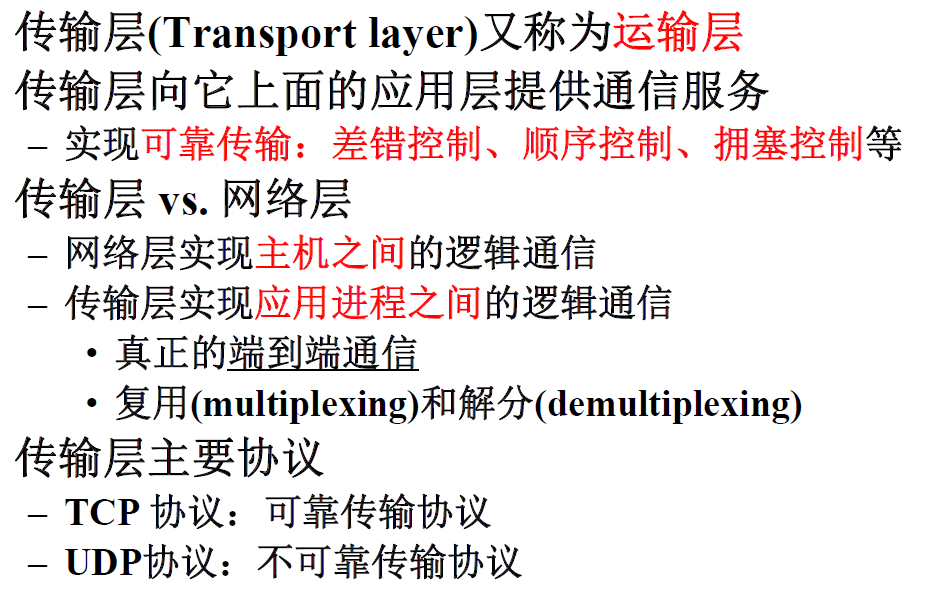 传输层(Transport layer)又称为运输层
传输层向它上面的应用层提供通信服务
– 实现可靠传输：差错控制、顺序控制、拥塞控制等
传输层 vs. 网络层
– 网络层实现主机之间的逻辑通信
– 传输层实现应用进程之间的逻辑通信
• 真正的端到端通信
• 复用(multiplexing)和解分(demultiplexing)
传输层主要协议
– TCP 协议：可靠传输协议
– UDP协议：不可靠传输协议